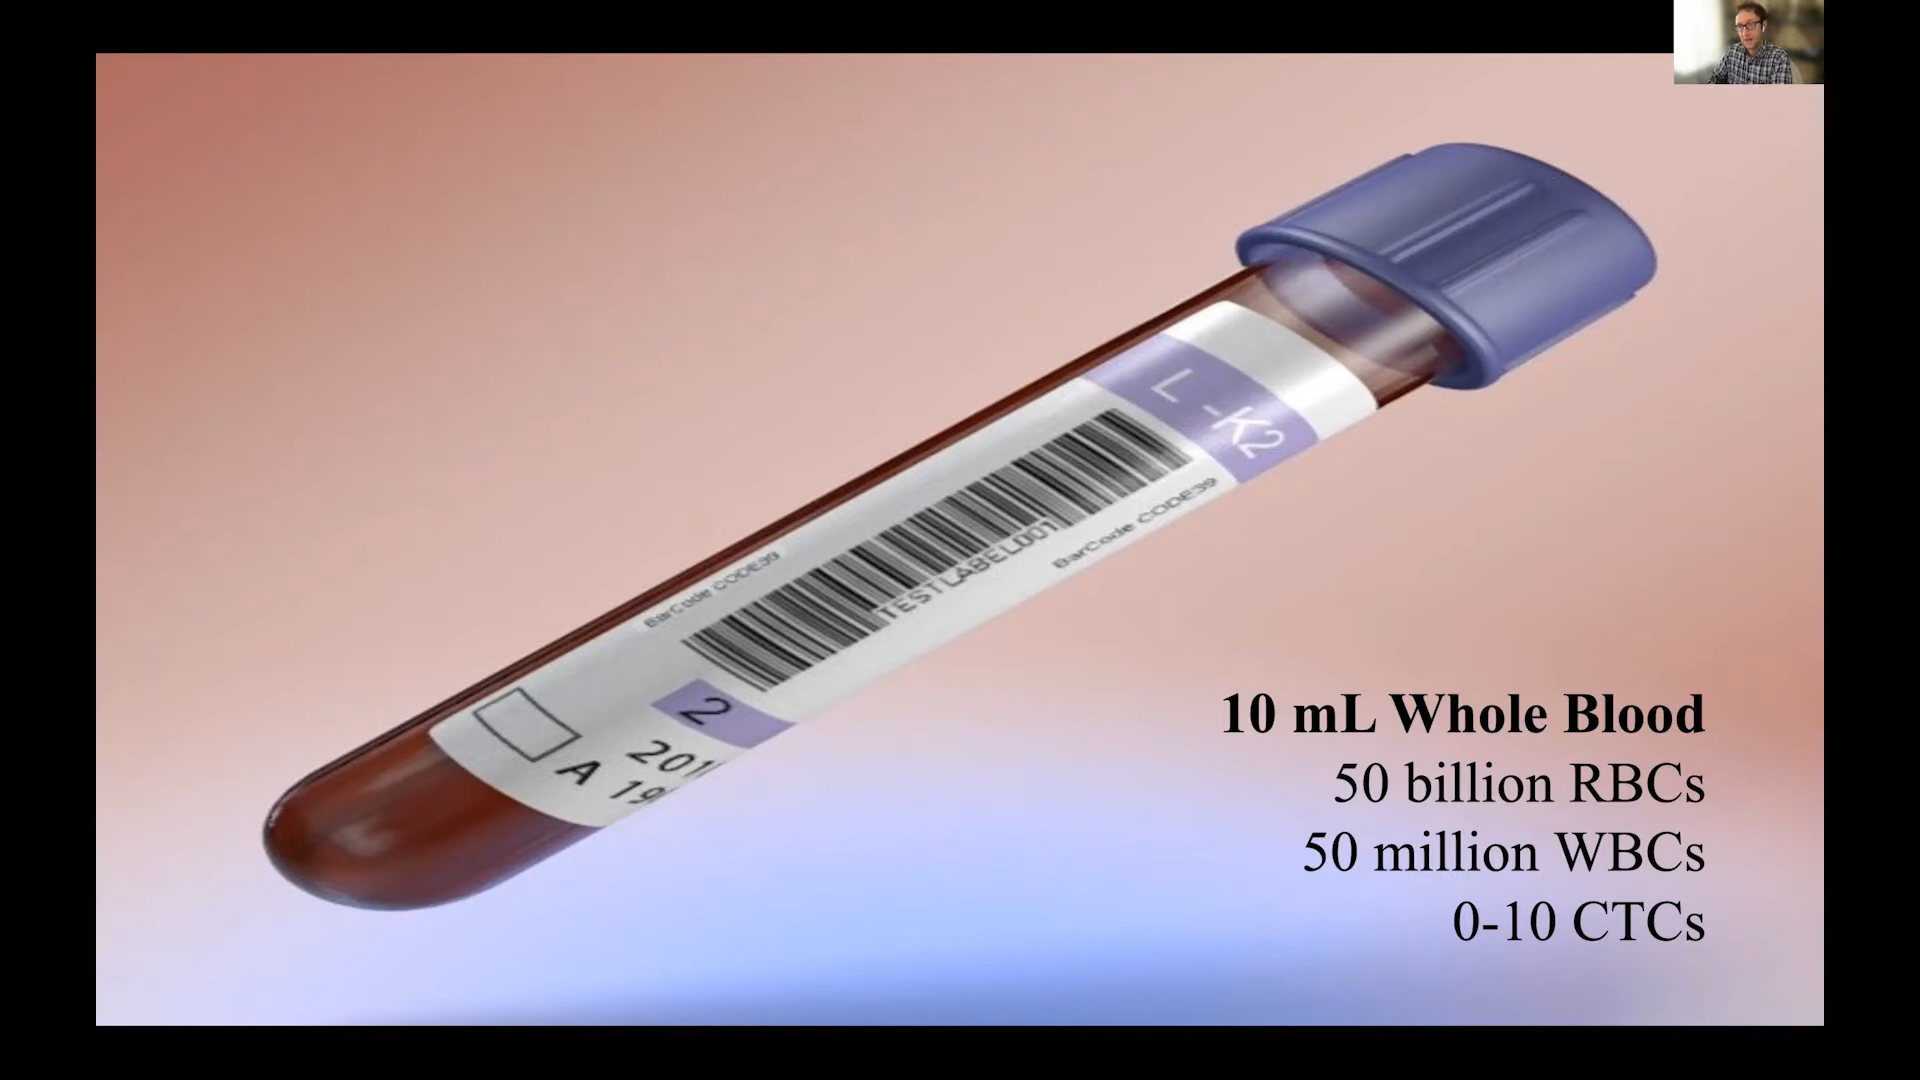 L-K2
BarCode CODE39
TESTLABEL001
BarCode CODE39
2
201
A 19
10 mL Whole Blood
50 billion RBCs
50 million WBCs
0-10 CTCs